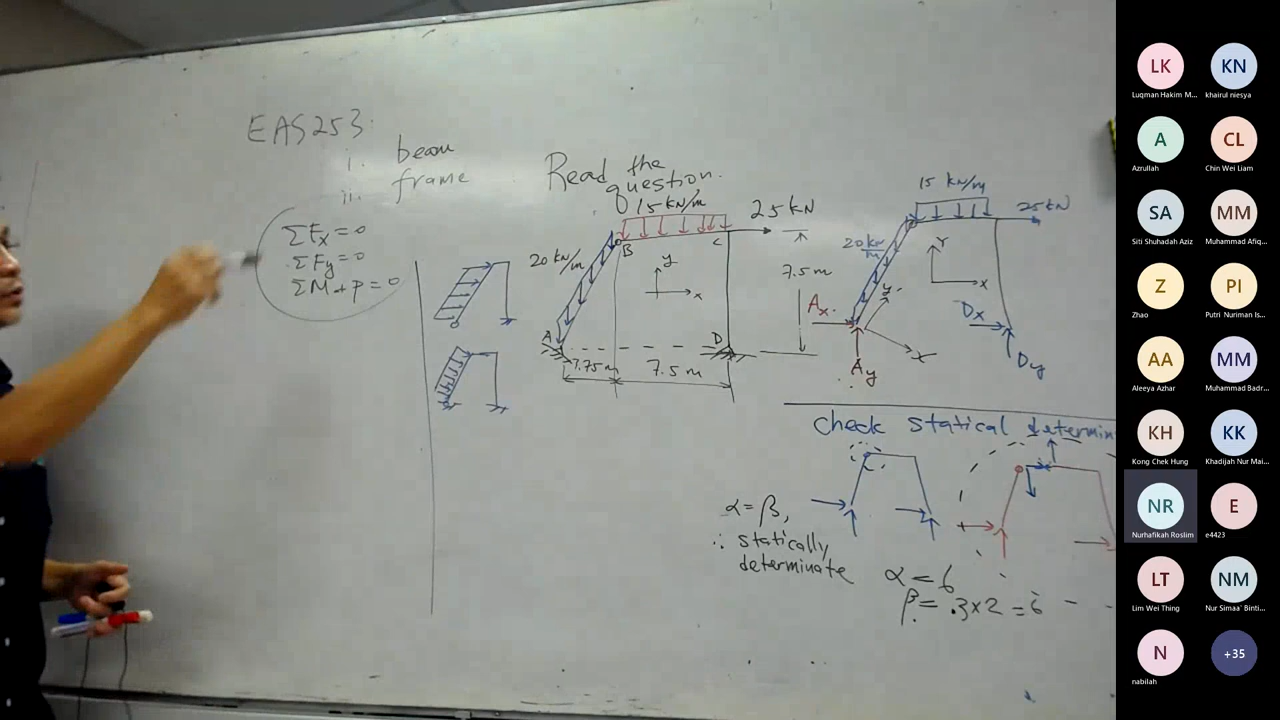 EAS253.
i. beam
ii. frame
Read the
question.
ΣFx=0
ΣFy=0
ΣM+p=0
15 kN/m
25 kN
20 kN/m
B
C
y
x
7.5 m
A
D
7.5 m
15 kN/m
25 kN
20 kN/m
Y
x
y
x
Ax
Ay
Dx
Dy
check statical determin
α=β,
∴ statically
determinate
α=6
β=3×2=6
LK
Luqman Hakim M...
KN
khairul niesya
A
Azrullah
CL
Chin Wei Liam
SA
Siti Shuhadah Aziz
MM
Muhammad Afiq...
Z
Zhao
PI
Putri Nuriman Is...
AA
Aleeya Azhar
MM
Muhammad Badr...
KH
Kong Chek Hung
KK
Khadijah Nur Mai...
NR
Nurhafikah Roslim
E
e4423
LT
Lim Wei Thing
NM
Nur Simaa' Binti...
N
nabilah
+35